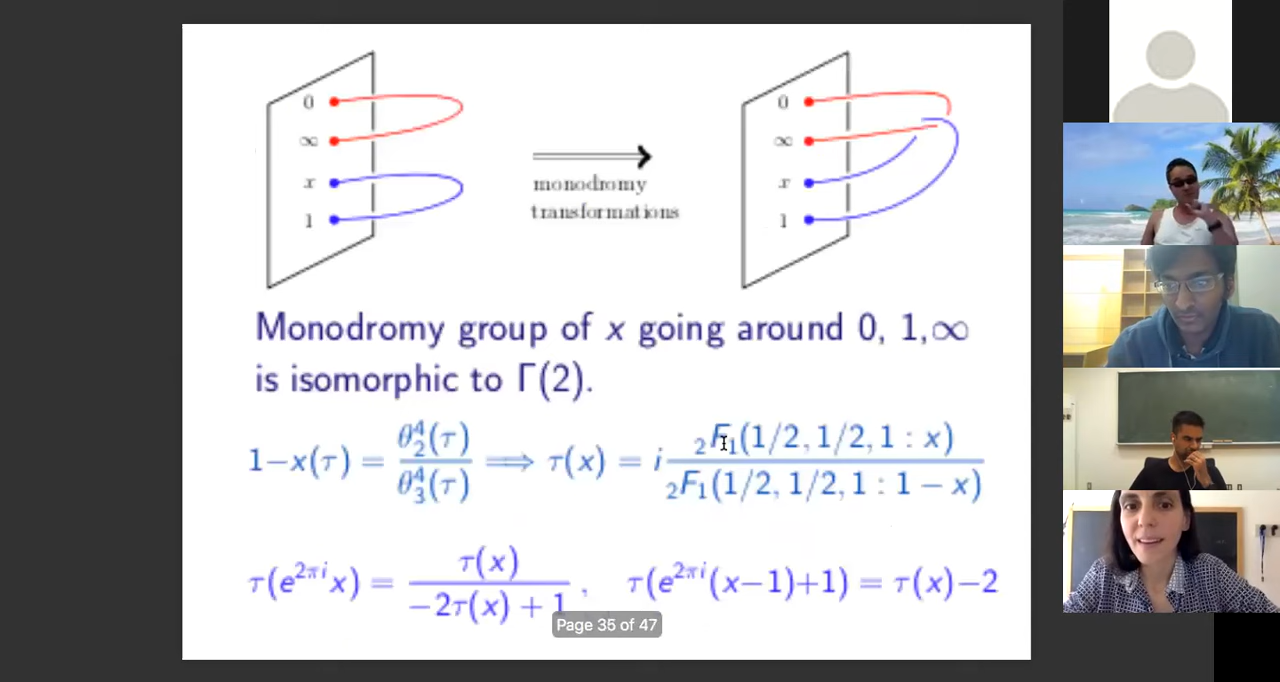 0
∞
x
1
monodromy
transformations
0
∞
x
1
Monodromy group of x going around 0, 1,∞
is isomorphic to Γ(2).
1−x(τ) = θ₂⁴(τ)/θ₃⁴(τ) ⟹ τ(x) = i ₂F₁(1/2, 1/2, 1 : x)/₂F₁(1/2, 1/2, 1 : 1 − x)
τ(e^{2πi}x) = τ(x)/(−2τ(x) + 1), τ(e^{2πi}(x−1)+1) = τ(x)−2
Page 35 of 47